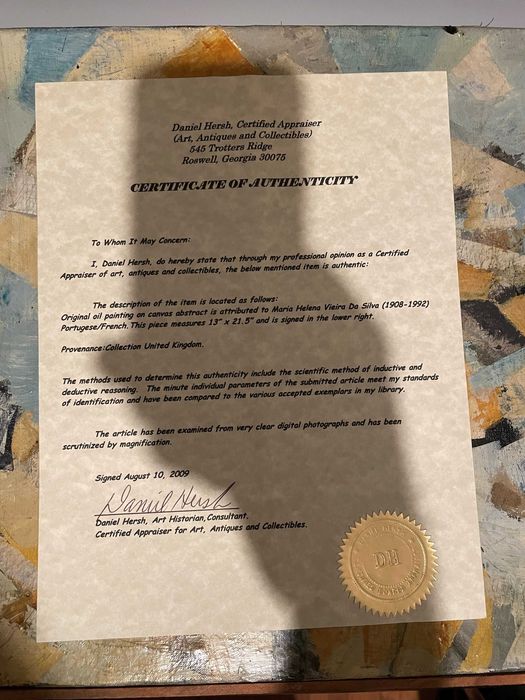 Daniel Hersh, Certified Appraiser
(Art, Antiques and Collectibles)
545 Trotters Ridge
Roswell, Georgia 30075
CERTIFICATE OF AUTHENTICITY
To Whom It May Concern:
I, Daniel Hersh, do hereby state that through my professional opinion as a Certified
Appraiser of art, antiques and collectibles, the below mentioned item is authentic:
The description of the item is located as follows:
Original oil painting on canvas abstract is attributed to Maria Helena Vieira Da Silva (1908-1992)
Portugese/French. This piece measures 13" x 21.5" and is signed in the lower right.
Provenance:Collection United Kingdom.
The methods used to determine this authenticity include the scientific method of inductive and
deductive reasoning. The minute individual parameters of the submitted article meet my standards
of identification and have been compared to the various accepted exemplars in my library.
The article has been examined from very clear digital photographs and has been
scrutinized by magnification.
Signed August 10, 2009
Daniel Hersh
Daniel Hersh, Art Historian, Consultant.
Certified Appraiser for Art, Antiques and Collectibles.
DH